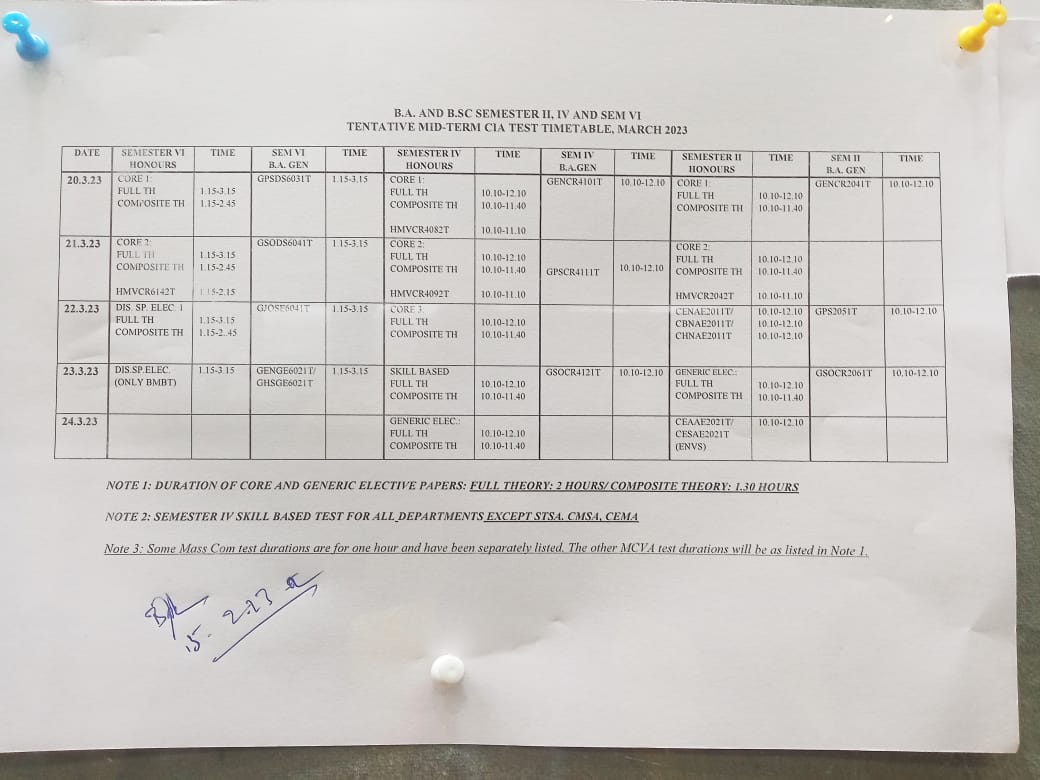 B.A. AND B.SC SEMESTER II, IV AND SEM VI
TENTATIVE MID-TERM CIA TEST TIMETABLE, MARCH 2023
DATE SEMESTER VI HONOURS TIME SEM VI B.A. GEN TIME SEMESTER IV HONOURS TIME SEM IV B.A.GEN TIME SEMESTER II HONOURS TIME SEM II B.A. GEN TIME
20.3.23 CORE 1: GPSDS6031T 1.15-3.15 CORE 1: GENCR4101T 10.10-12.10 CORE 1: GENCR2041T 10.10-12.10
FULL TH 1.15-3.15 FULL TH 10.10-12.10 FULL TH 10.10-12.10
COMPOSITE TH 1.15-2.45 COMPOSITE TH 10.10-11.40 COMPOSITE TH 10.10-11.40
HMVCR4082T 10.10-11.10
21.3.23 CORE 2: GSODS6041T 1.15-3.15 CORE 2: CORE 2:
FULL TH 1.15-3.15 FULL TH 10.10-12.10 FULL TH 10.10-12.10
COMPOSITE TH 1.15-2.45 COMPOSITE TH 10.10-11.40 GPSCR4111T 10.10-12.10 COMPOSITE TH 10.10-11.40
HMVCR6142T 1.15-2.15 HMVCR4092T 10.10-11.10 HMVCR2042T 10.10-11.10
22.3.23 DIS. SP. ELEC. 1 GJOSE6041T 1.15-3.15 CORE 3: CENAE2011T/ 10.10-12.10 GPS2051T 10.10-12.10
FULL TH 1.15-3.15 FULL TH 10.10-12.10 CBNAE2011T/ 10.10-12.10
COMPOSITE TH 1.15-2..45 COMPOSITE TH 10.10-11.40 CHNAE2011T 10.10-12.10
23.3.23 DIS.SP.ELEC. 1.15-3.15 GENGE6021T/ 1.15-3.15 SKILL BASED GSOCR4121T 10.10-12.10 GENERIC ELEC.: GSOCR2061T 10.10-12.10
(ONLY BMBT) GHSGE6021T FULL TH 10.10-12.10 FULL TH 10.10-12.10
COMPOSITE TH 10.10-11.40 COMPOSITE TH 10.10-11.40
24.3.23 GENERIC ELEC.: CEAAE2021T/ 10.10-12.10
FULL TH 10.10-12.10 CESAE2021T
COMPOSITE TH 10.10-11.40 (ENVS)
NOTE 1: DURATION OF CORE AND GENERIC ELECTIVE PAPERS: FULL THEORY: 2 HOURS/ COMPOSITE THEORY: 1.30 HOURS
NOTE 2: SEMESTER IV SKILL BASED TEST FOR ALL DEPARTMENTS EXCEPT STSA, CMSA, CEMA
Note 3: Some Mass Com test durations are for one hour and have been separately listed. The other MCVA test durations will be as listed in Note 1.
15. 2.23